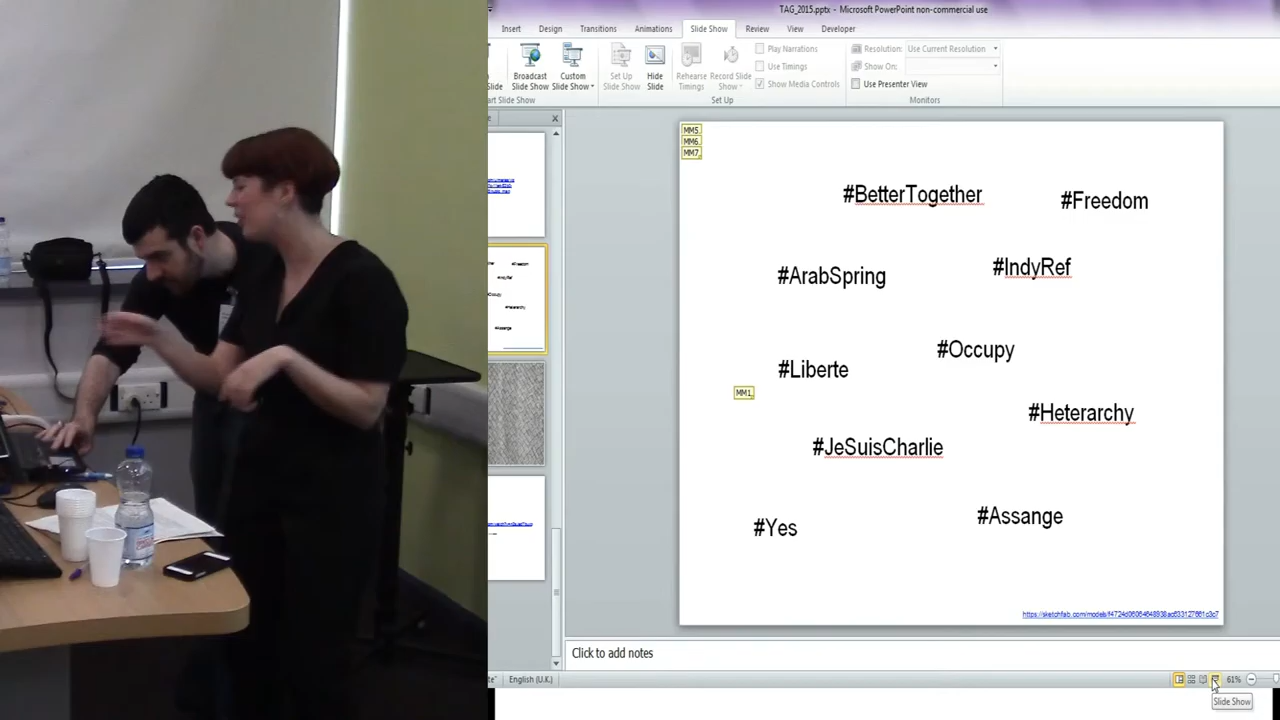 TAG_2015.pptx - Microsoft PowerPoint non-commercial use
Insert Design Transitions Animations Slide Show Review View Developer
Broadcast Slide Show
Custom Slide Show
Set Up Slide Show
Hide Slide
Rehearse Timings
Record Slide Show
Play Narrations
Use Timings
Show Media Controls
Resolution: Use Current Resolution
Show On:
Use Presenter View
Slide Show
Set Up
Monitors
MM5
MM6
MM7
#BetterTogether
#Freedom
#ArabSpring
#IndyRef
#Occupy
#Liberte
MM1
#Heterarchy
#JeSuisCharlie
#Assange
#Yes
Click to add notes
English (U.K.)
61%
Slide Show